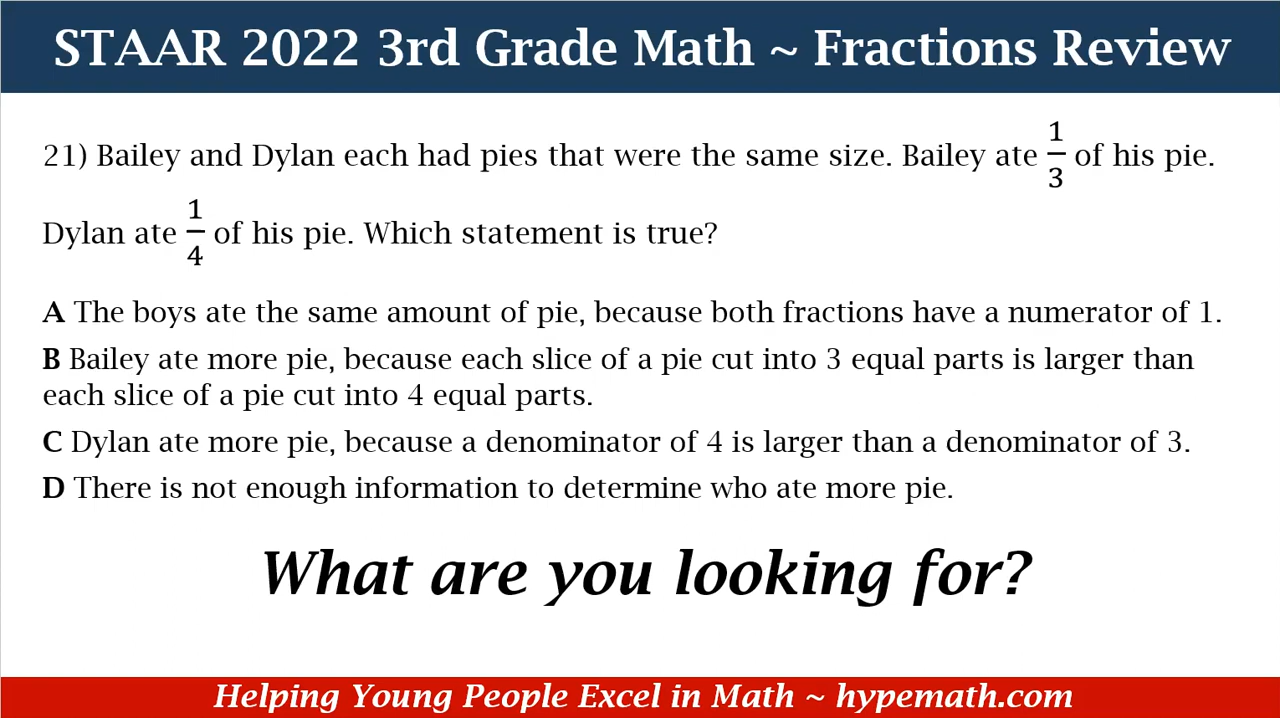 STAAR 2022 3rd Grade Math ~ Fractions Review
21) Bailey and Dylan each had pies that were the same size. Bailey ate 1/3 of his pie.
Dylan ate 1/4 of his pie. Which statement is true?
A The boys ate the same amount of pie, because both fractions have a numerator of 1.
B Bailey ate more pie, because each slice of a pie cut into 3 equal parts is larger than
each slice of a pie cut into 4 equal parts.
C Dylan ate more pie, because a denominator of 4 is larger than a denominator of 3.
D There is not enough information to determine who ate more pie.
What are you looking for?
Helping Young People Excel in Math ~ hypemath.com